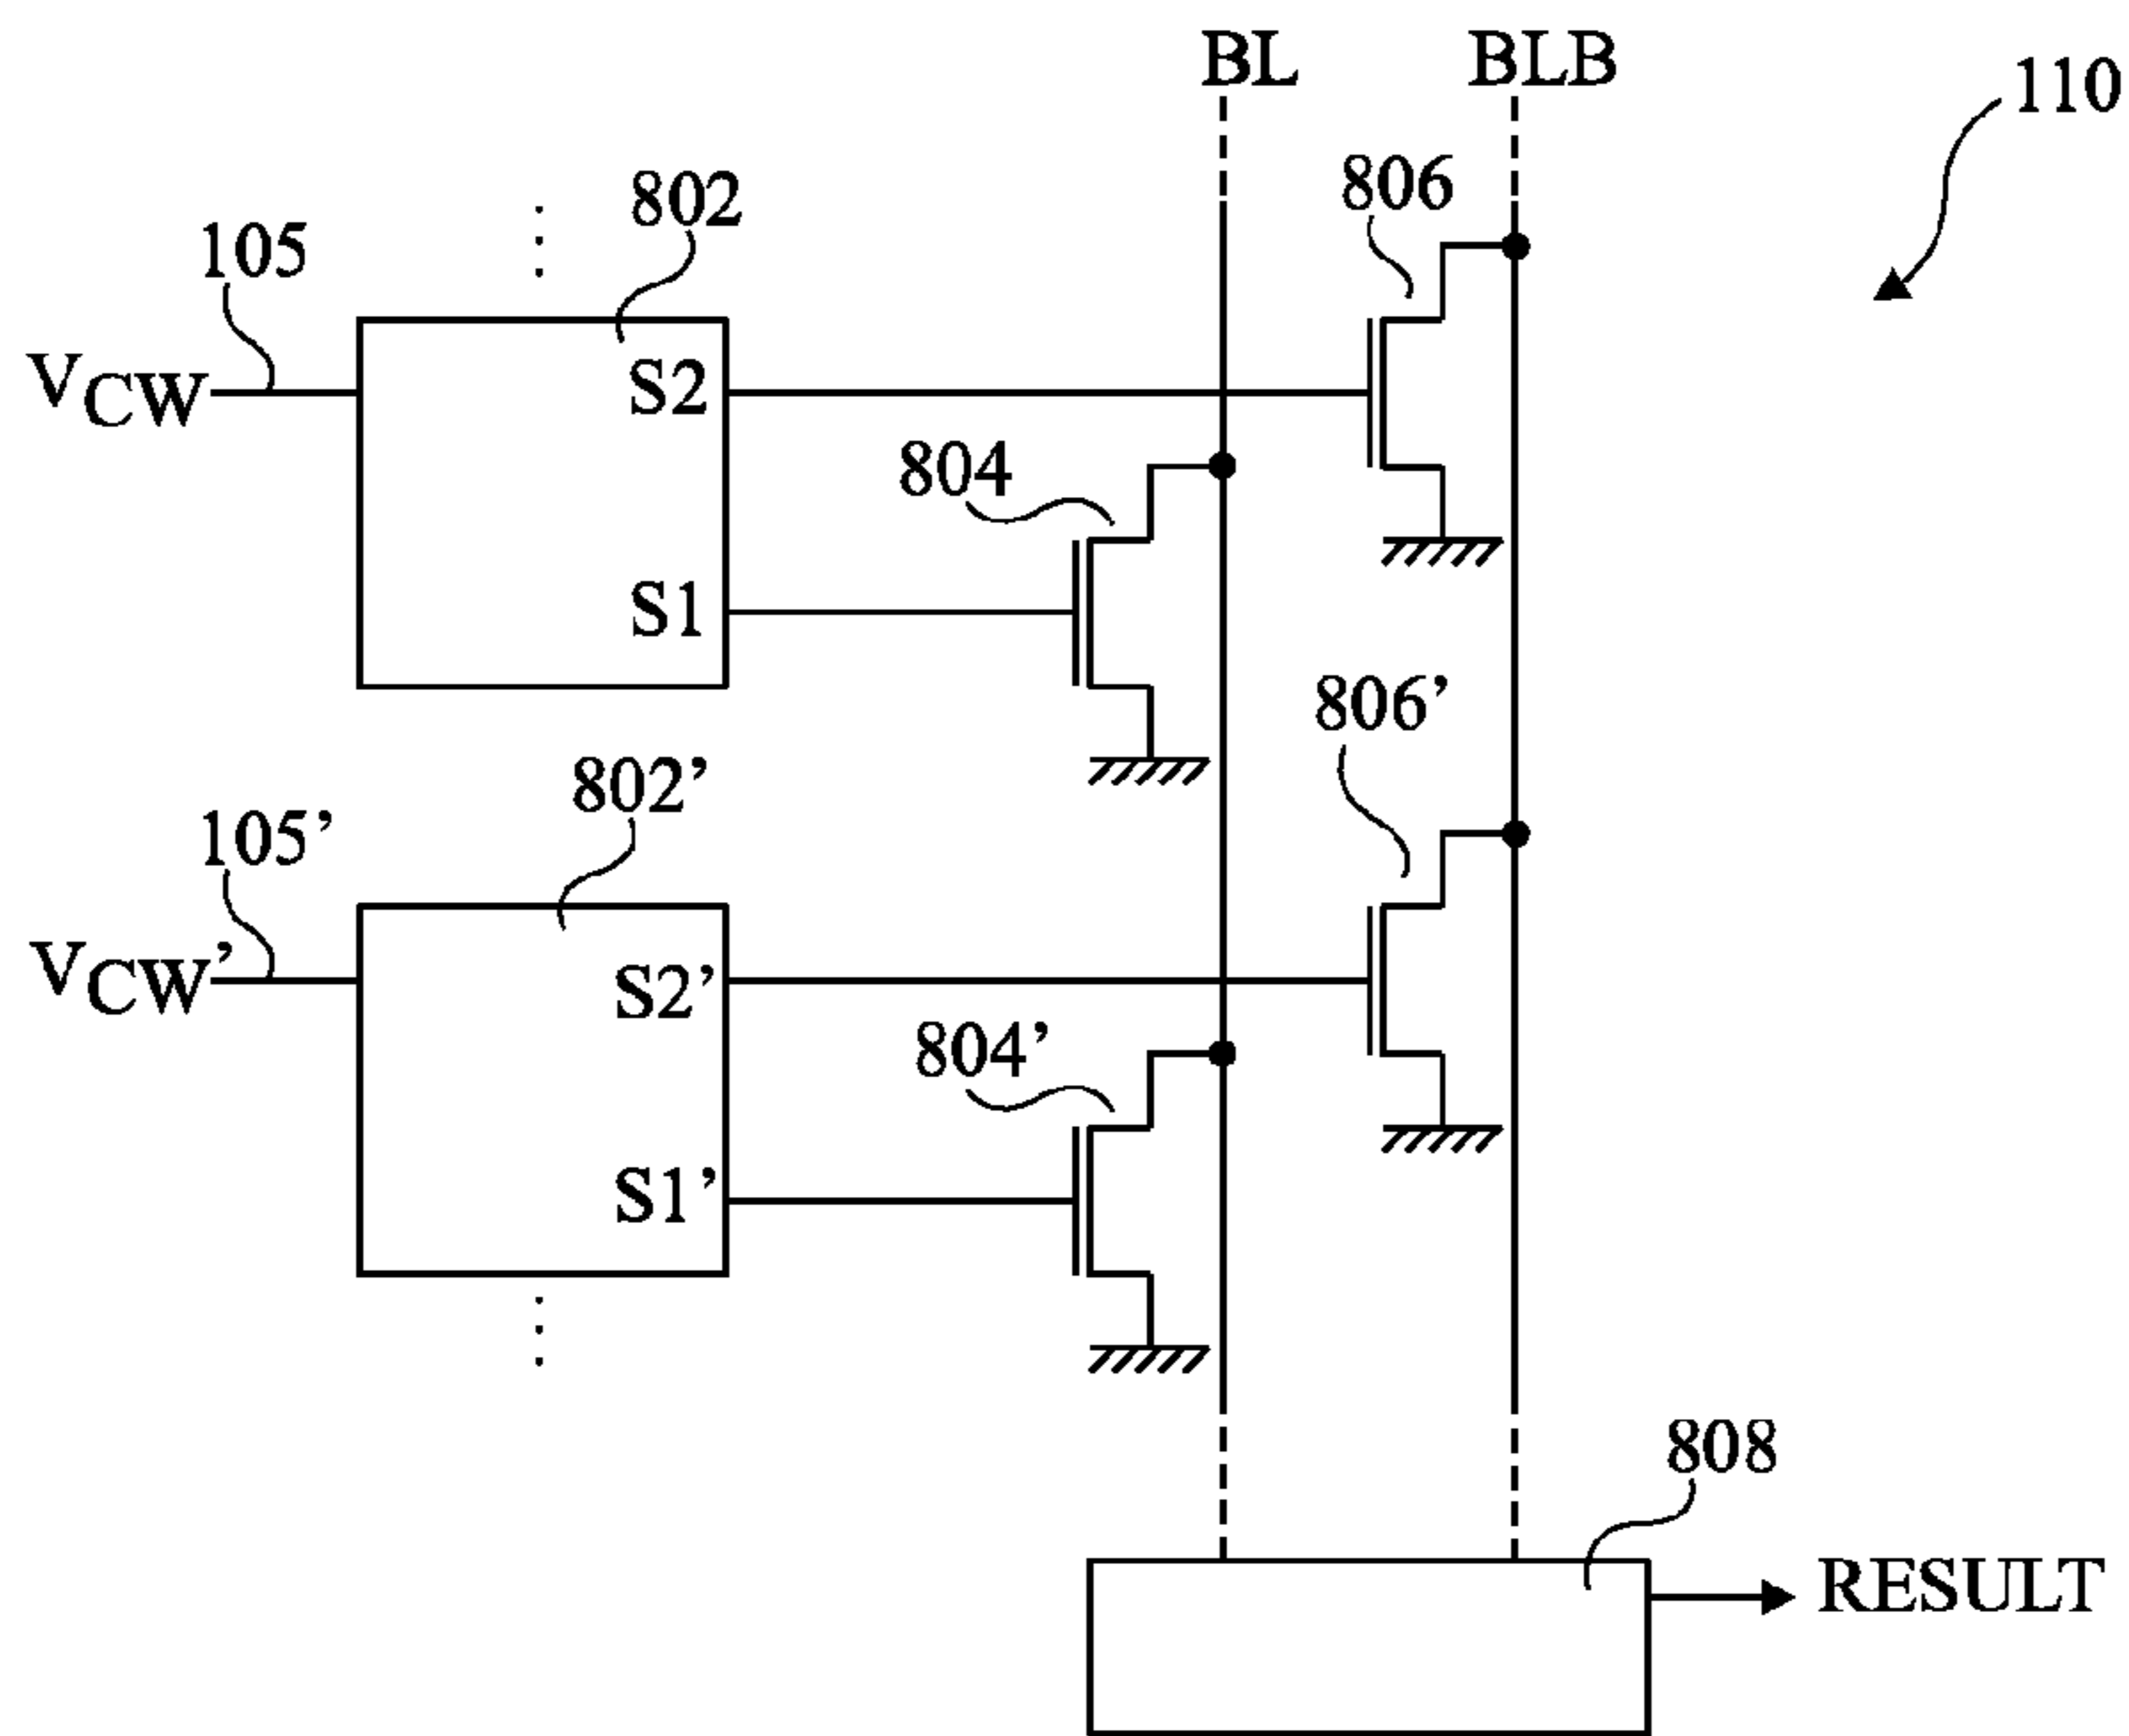 BL
BLB
110
802
806
105
VCW
S2
804
S1
806’
802’
105’
VCW’
S2’
804’
S1’
808
RESULT